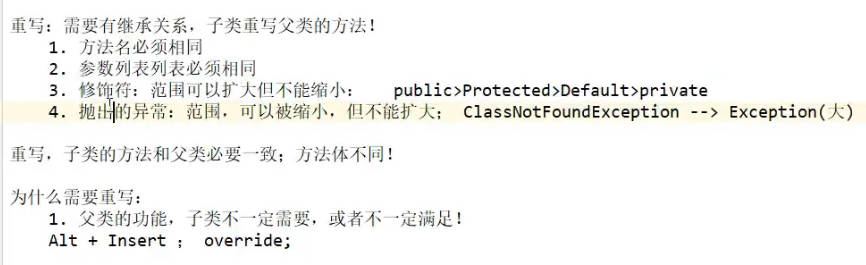 重写：需要有继承关系，子类重写父类的方法！
1. 方法名必须相同
2. 参数列表列表必须相同
3. 修饰符：范围可以扩大但不能缩小： public>Protected>Default>private
4. 抛出的异常：范围，可以被缩小，但不能扩大； ClassNotFoundException --> Exception(大)
重写，子类的方法和父类必要一致；方法体不同！
为什么需要重写：
1. 父类的功能，子类不一定需要，或者不一定满足！
Alt + Insert ； override;